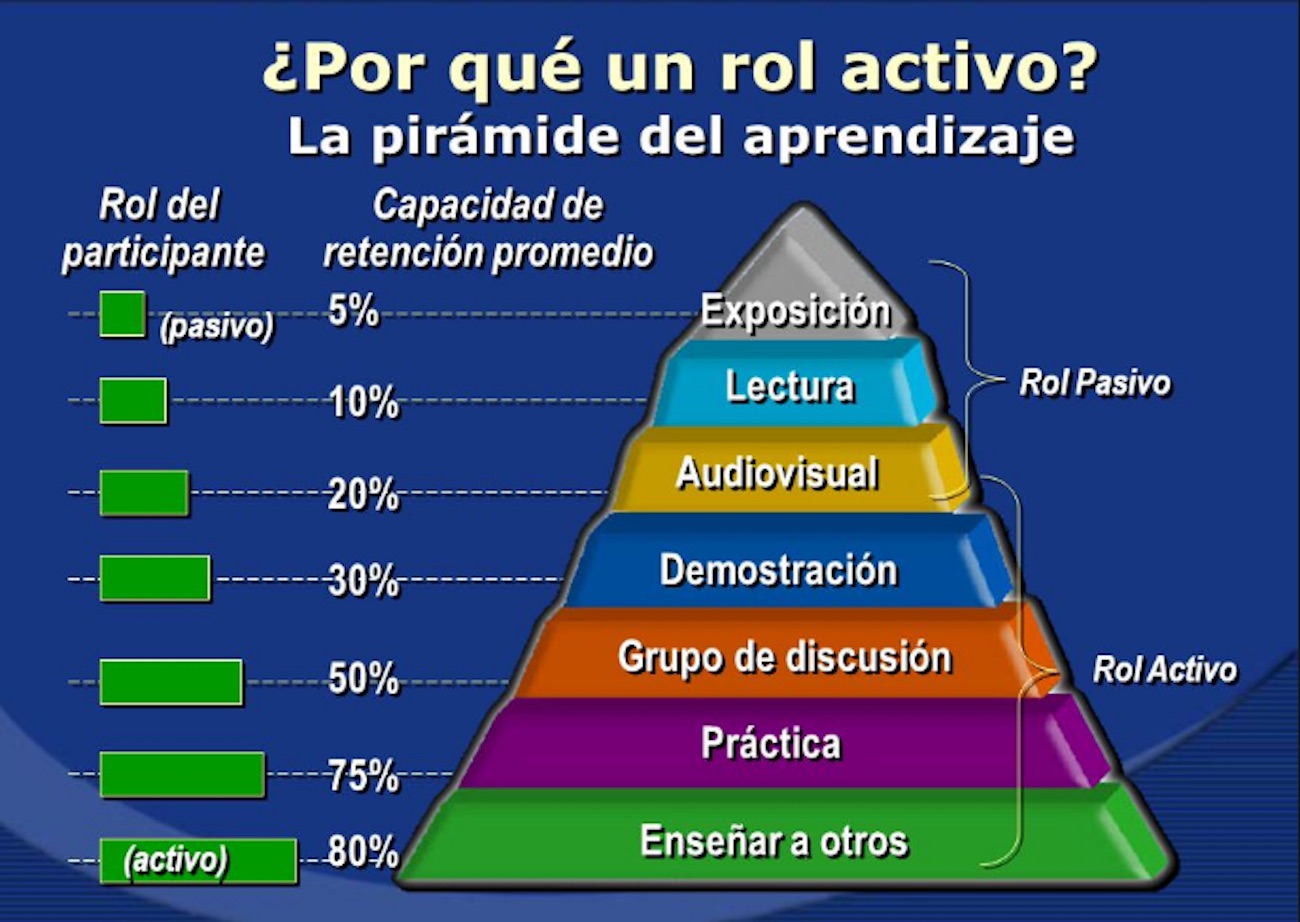 ¿Por qué un rol activo?
La pirámide del aprendizaje
Rol del
participante
Capacidad de
retención promedio
(pasivo)
5%
Exposición
10%
Lectura
Rol Pasivo
20%
Audiovisual
30%
Demostración
50%
Grupo de discusión
Rol Activo
75%
Práctica
(activo)
80%
Enseñar a otros